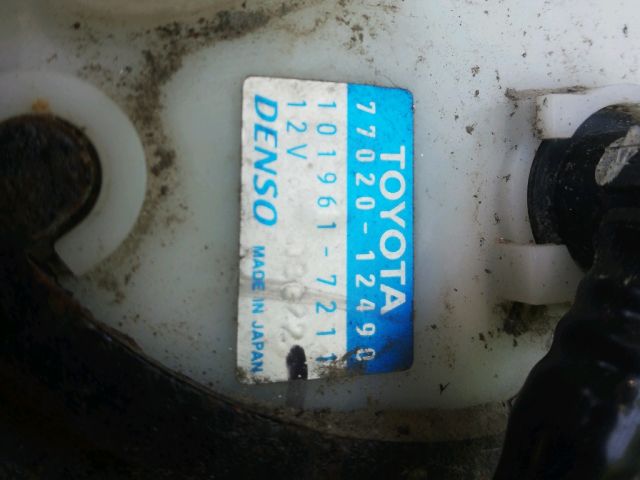 TOYOTA
77020-12490
101961-7211
12V
DENSO MADE IN JAPAN